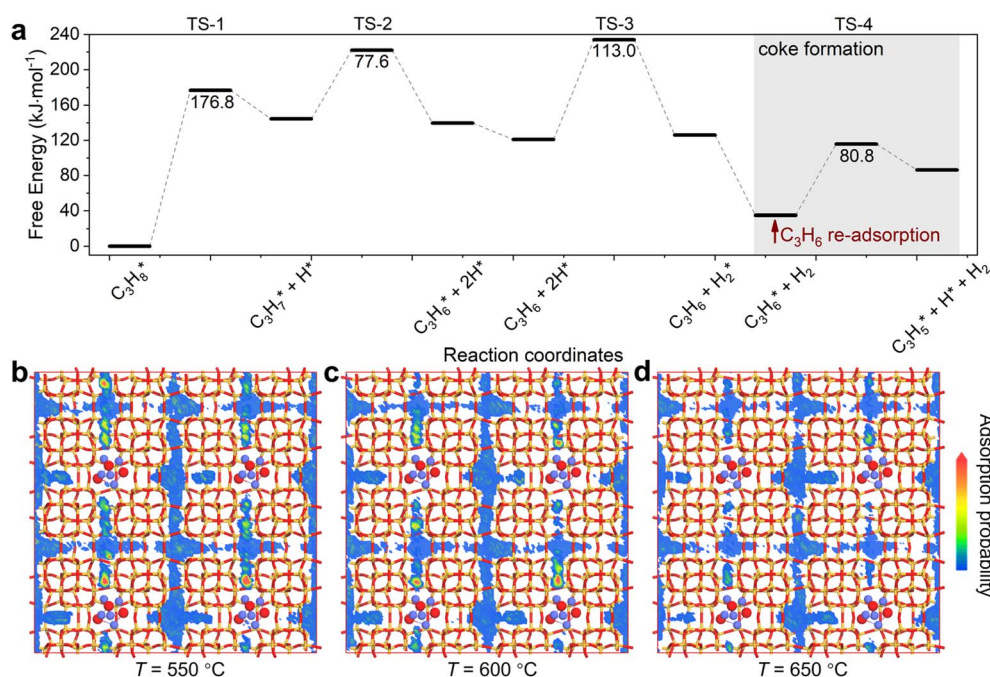 a
TS-1 TS-2 TS-3 TS-4
Free Energy (kJ·mol⁻¹)
240
200
160
120
80
40
0
176.8
77.6
113.0
coke formation
80.8
C₃H₆ re-adsorption
C₃H₈*
C₃H₇* + H*
C₃H₆* + 2H*
C₃H₆ + 2H*
C₃H₆ + H₂*
C₃H₆* + H₂
C₃H₅* + H* + H₂
Reaction coordinates
b
c
d
T = 550 °C
T = 600 °C
T = 650 °C
Adsorption probability